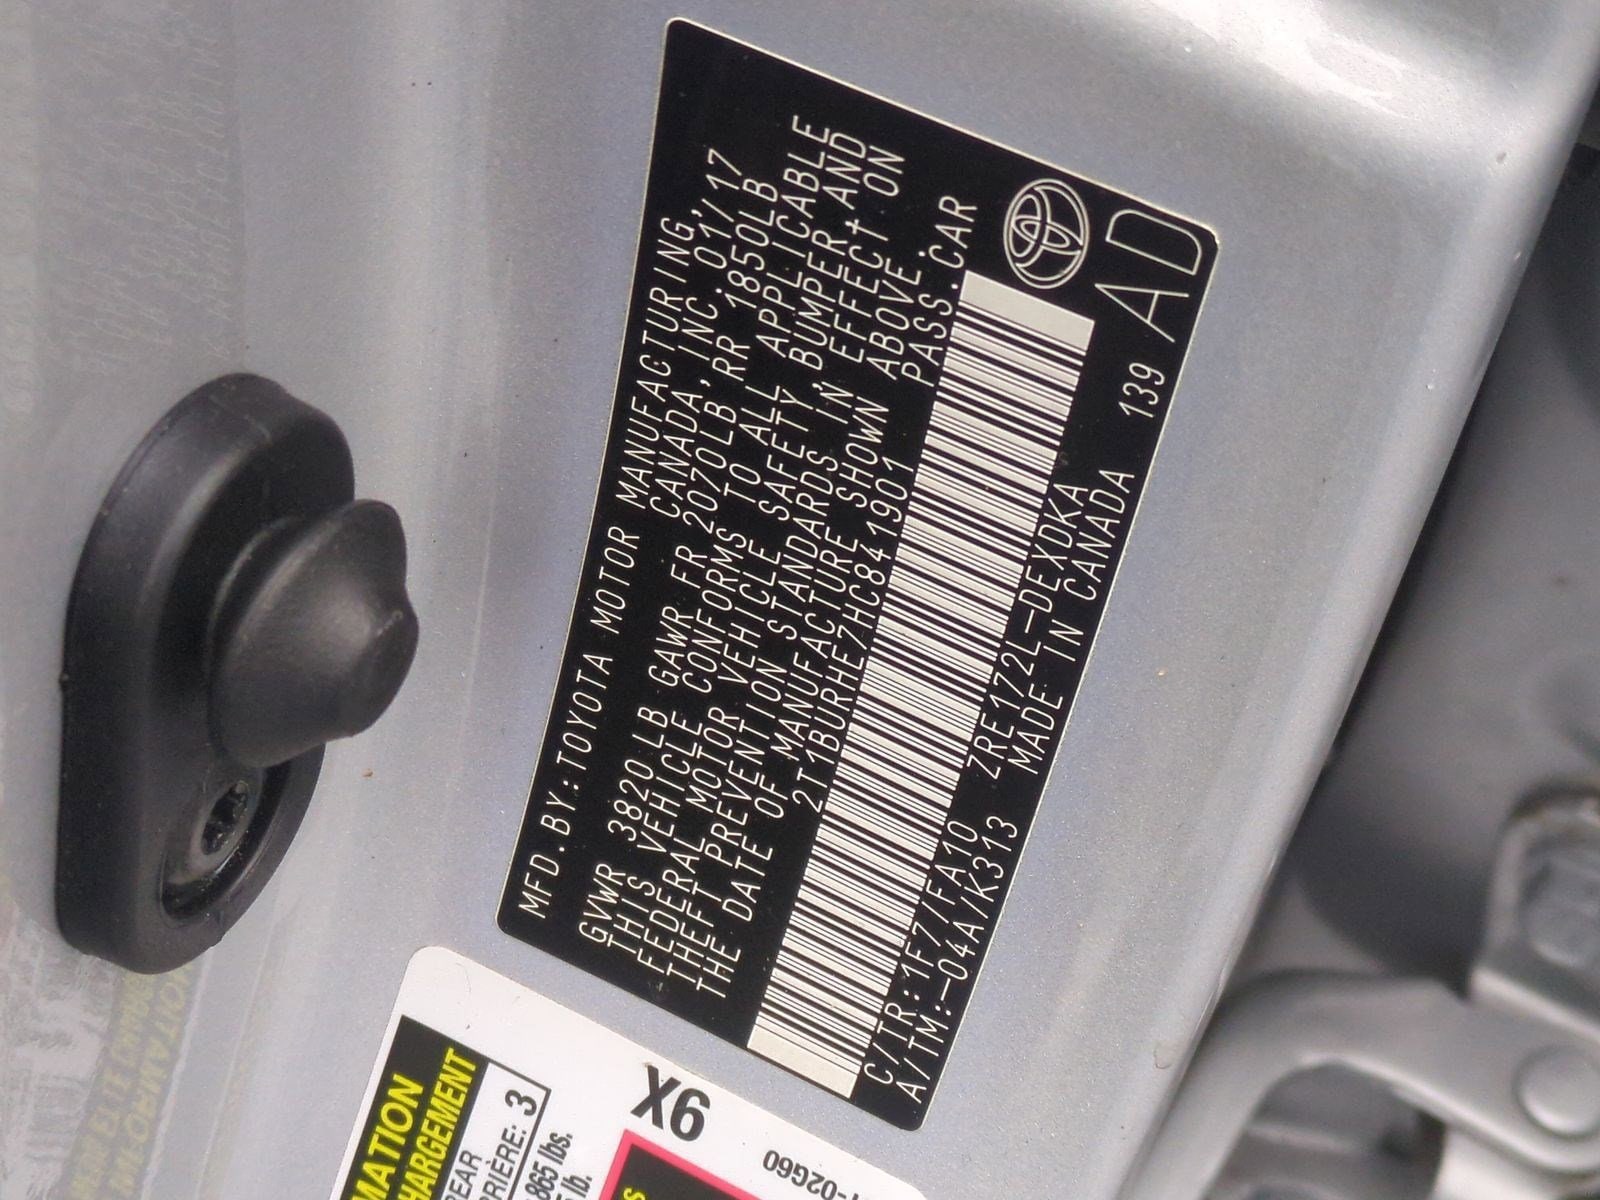 MFD.BY:TOYOTA MOTOR MANUFACTURING,
CANADA, INC. 01/17
GVWR 3820 LB GAWR FR 2070LB RR 1850LB
THIS VEHICLE CONFORMS TO ALL APPLICABLE
FEDERAL MOTOR VEHICLE SAFETY, BUMPER, AND
THEFT PREVENTION STANDARDS IN EFFECT ON
THE DATE OF MANUFACTURE SHOWN ABOVE.
2T1BURHE7HC841901 PASS.CAR
C/TR:1F7/FA10 ZRE172L-DEXDKA 139
A/TM:-04A/K313 MADE IN CANADA
AD
MATION
HARGEMENT
REAR
3
865 lbs.
lb.
X6
-02G60